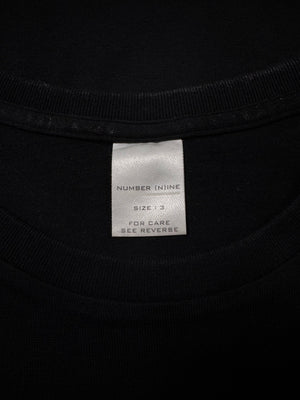 NUMBER (N)INE
SIZE : 3
FOR CARE
SEE REVERSE